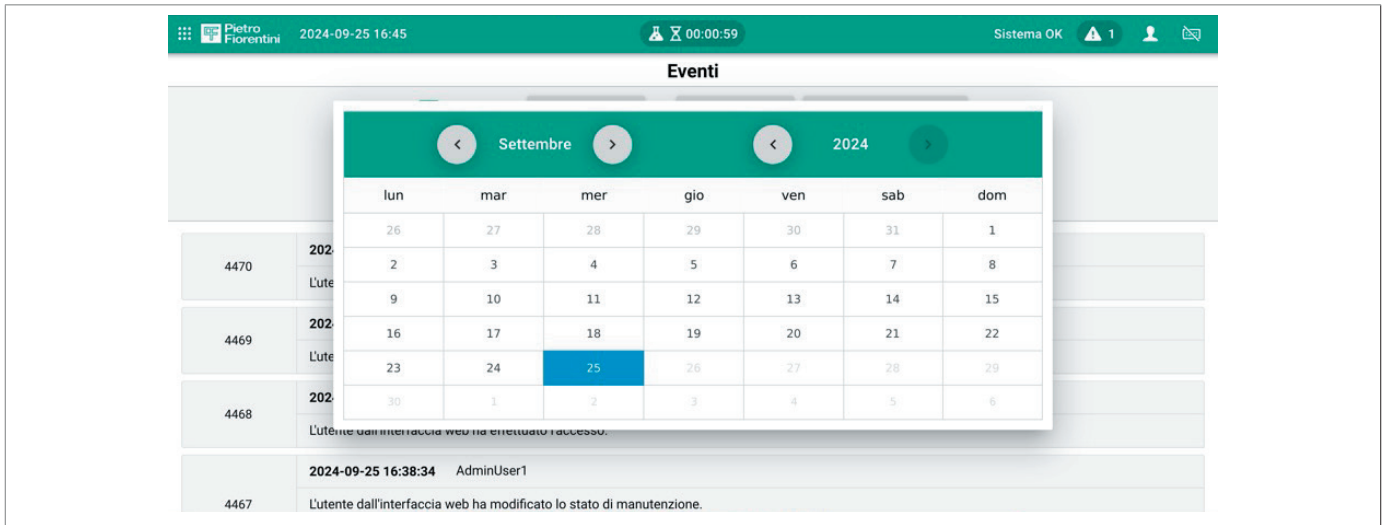 Pietro Fiorentini 2024-09-25 16:45 00:00:59 Sistema OK 1
Eventi
Settembre 2024
lun mar mer gio ven sab dom
26 27 28 29 30 31 1
2 3 4 5 6 7 8
9 10 11 12 13 14 15
16 17 18 19 20 21 22
23 24 25 26 27 28 29
30 1 2 3 4 5 6
4470
4469
4468
L'utente dall'interfaccia web ha effettuato l'accesso.
2024-09-25 16:38:34 AdminUser1
4467 L'utente dall'interfaccia web ha modificato lo stato di manutenzione.